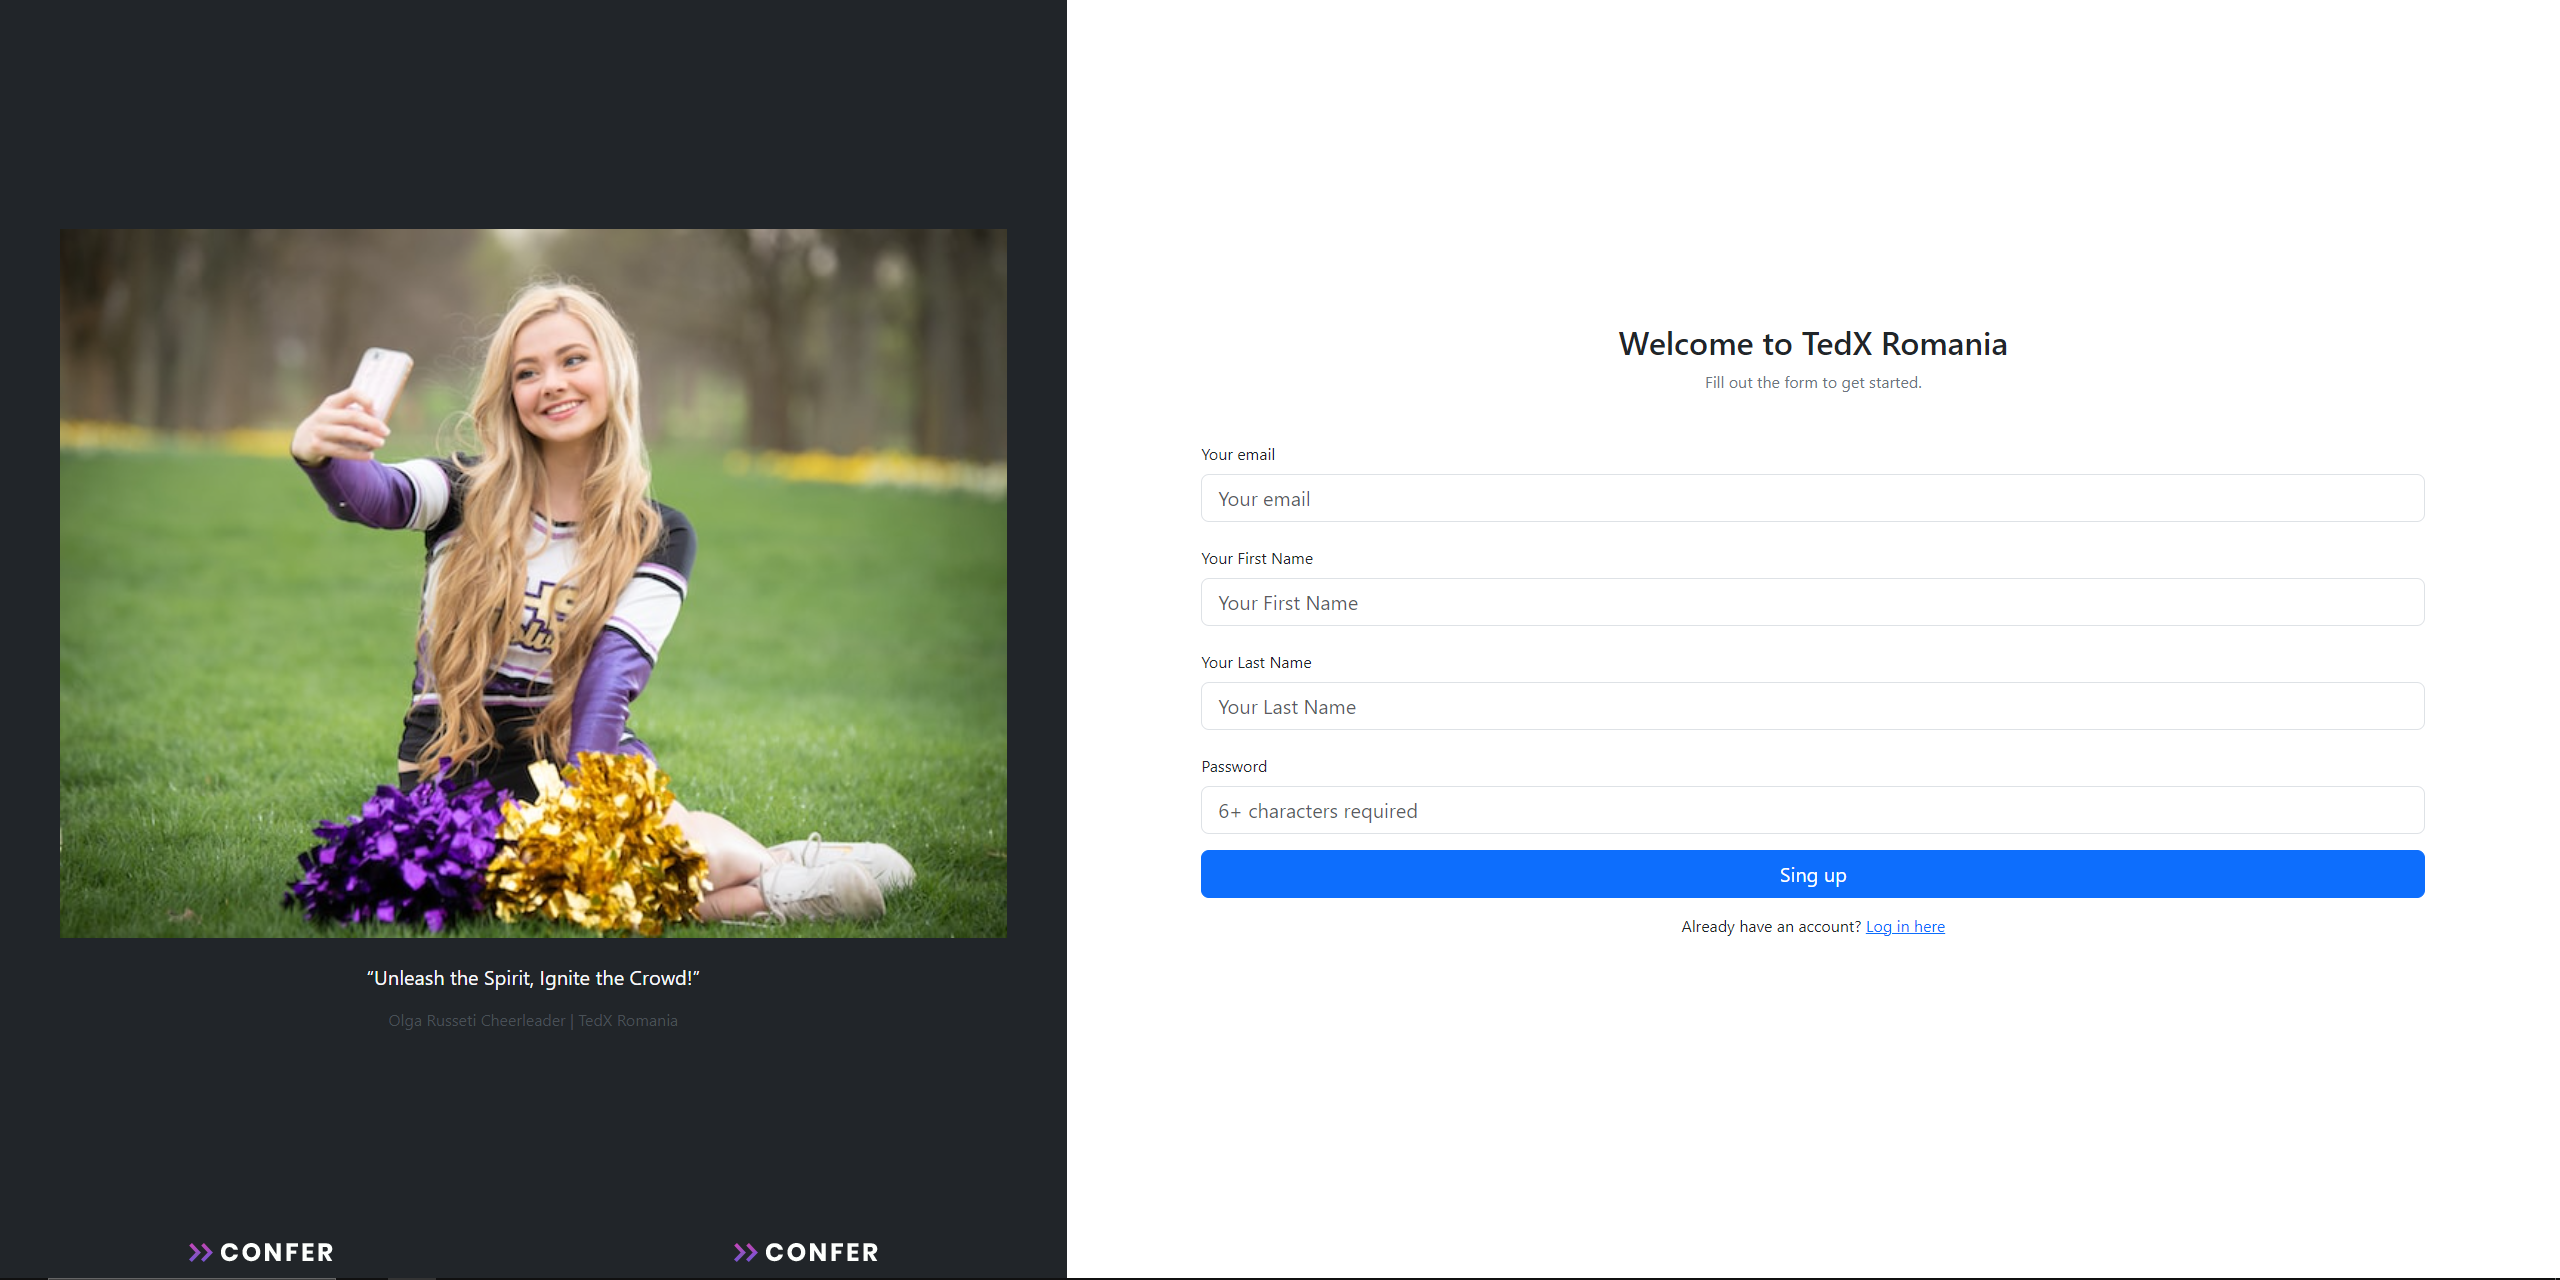 “Unleash the Spirit, Ignite the Crowd!”
Olga Russeti Cheerleader | TedX Romania
CONFER
CONFER
Welcome to TedX Romania
Fill out the form to get started.
Your email
Your email
Your First Name
Your First Name
Your Last Name
Your Last Name
Password
6+ characters required
Sing up
Already have an account? Log in here